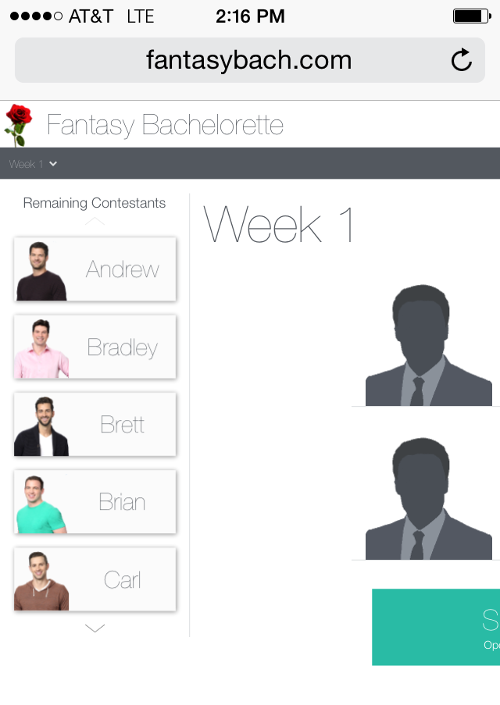 AT&T LTE 2:16 PM
fantasybach.com
Fantasy Bachelorette
Week 1
Remaining Contestants
Week 1
Andrew
Bradley
Brett
Brian
Carl
S
Ope